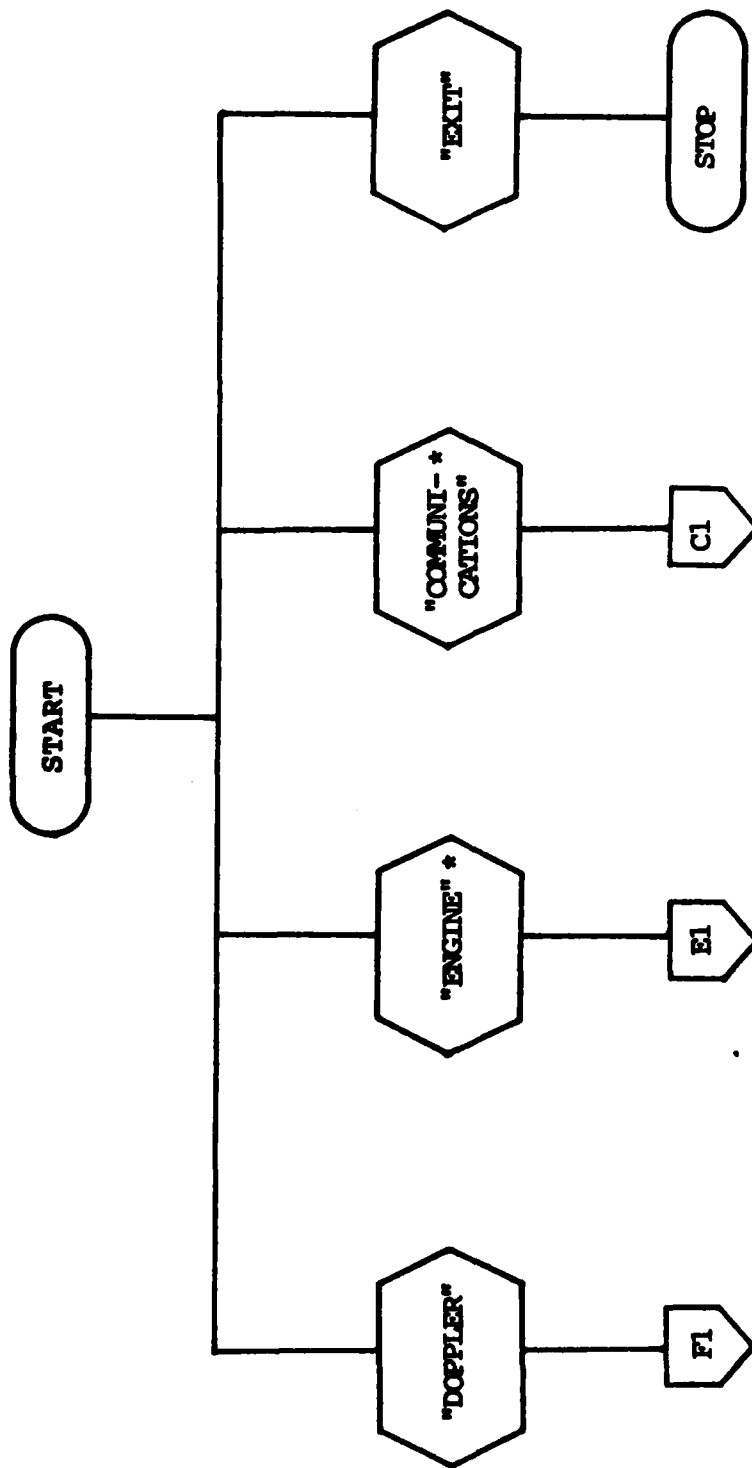 START
"DOPPLER"
"ENGINE" *
"COMMUNI- *
CATIONS"
"EXIT"
F1
E1
C1
STOP